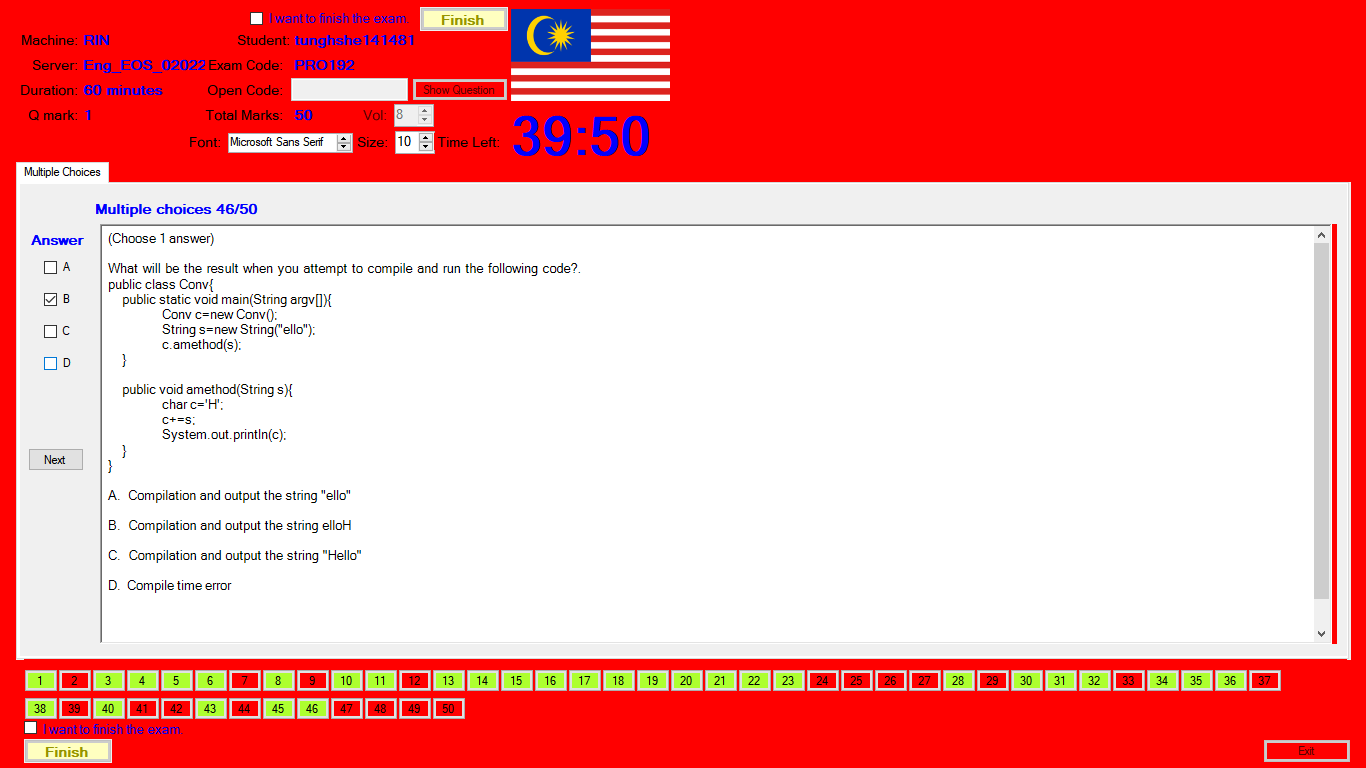 I want to finish the exam.
Finish
Machine: RIN
Student: tunghshe141481
Server: Eng_EOS_02022
Exam Code: PRO192
Duration: 60 minutes
Open Code:
Show Question
Q mark: 1
Total Marks: 50
Vol: 8
Font: Microsoft Sans Serif
Size: 10
Time Left: 39:50
Multiple Choices
Multiple choices 46/50
Answer
A
B
C
D
Next
(Choose 1 answer)
What will be the result when you attempt to compile and run the following code?.
public class Conv{
public static void main(String argv[]){
Conv c=new Conv();
String s=new String("ello");
c.amethod(s);
}
public void amethod(String s){
char c='H';
c+=s;
System.out.println(c);
}
}
A. Compilation and output the string "ello"
B. Compilation and output the string elloH
C. Compilation and output the string "Hello"
D. Compile time error
1 2 3 4 5 6 7 8 9 10 11 12 13 14 15 16 17 18 19 20 21 22 23 24 25 26 27 28 29 30 31 32 33 34 35 36 37
38 39 40 41 42 43 44 45 46 47 48 49 50
I want to finish the exam.
Finish
Exit